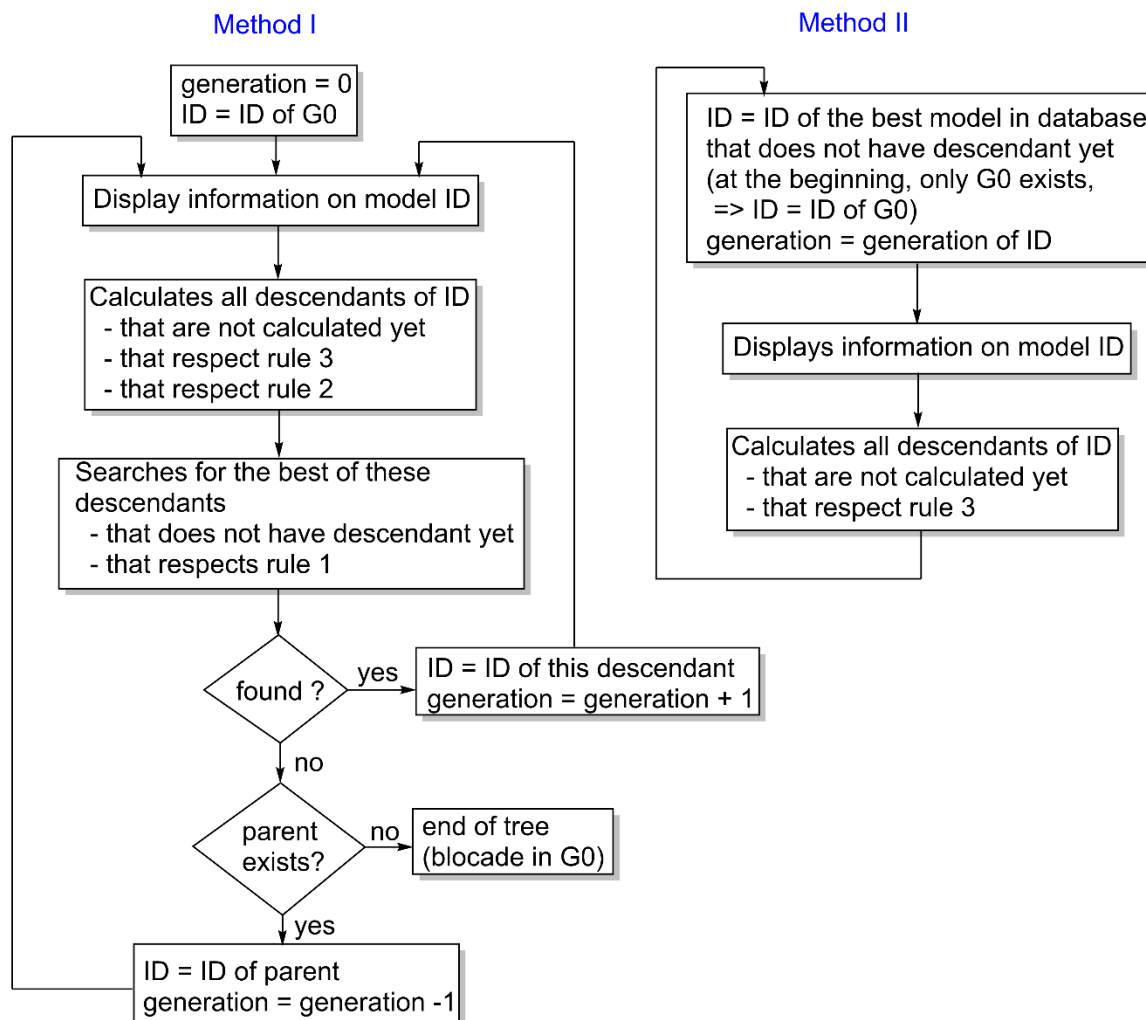 Method I
generation = 0
ID = ID of G0
Display information on model ID
Calculates all descendants of ID
- that are not calculated yet
- that respect rule 3
- that respect rule 2
Searches for the best of these
descendants
- that does not have descendant yet
- that respects rule 1
found ?
yes
ID = ID of this descendant
generation = generation + 1
no
parent
exists?
no
end of tree
(blocade in G0)
yes
ID = ID of parent
generation = generation -1
Method II
ID = ID of the best model in database
that does not have descendant yet
(at the beginning, only G0 exists,
=> ID = ID of G0)
generation = generation of ID
Displays information on model ID
Calculates all descendants of ID
- that are not calculated yet
- that respect rule 3